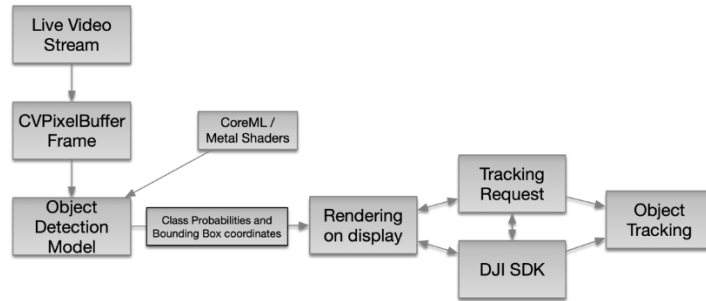 Live Video
Stream
CVPixelBuffer
Frame
CoreML /
Metal Shaders
Object
Detection
Model
Class Probabilities and
Bounding Box coordinates
Rendering
on display
Tracking
Request
DJI SDK
Object
Tracking